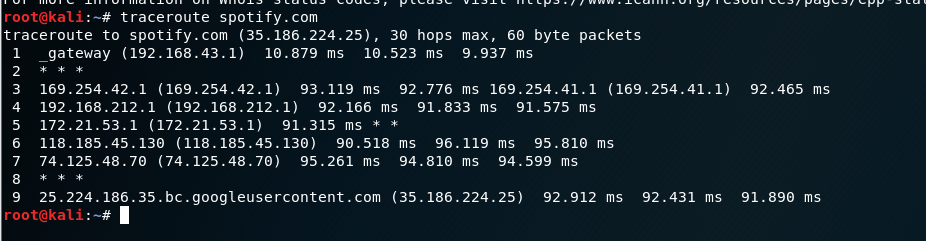 For more information on Whois status codes, please visit https://www.icann.org/resources/pages/epp-sta
root@kali:~# traceroute spotify.com
traceroute to spotify.com (35.186.224.25), 30 hops max, 60 byte packets
 1  _gateway (192.168.43.1)  10.879 ms  10.523 ms  9.937 ms
 2  * * *
 3  169.254.42.1 (169.254.42.1)  93.119 ms  92.776 ms 169.254.41.1 (169.254.41.1)  92.465 ms
 4  192.168.212.1 (192.168.212.1)  92.166 ms  91.833 ms  91.575 ms
 5  172.21.53.1 (172.21.53.1)  91.315 ms * *
 6  118.185.45.130 (118.185.45.130)  90.518 ms  96.119 ms  95.810 ms
 7  74.125.48.70 (74.125.48.70)  95.261 ms  94.810 ms  94.599 ms
 8  * * *
 9  25.224.186.35.bc.googleusercontent.com (35.186.224.25)  92.912 ms  92.431 ms  91.890 ms
root@kali:~#